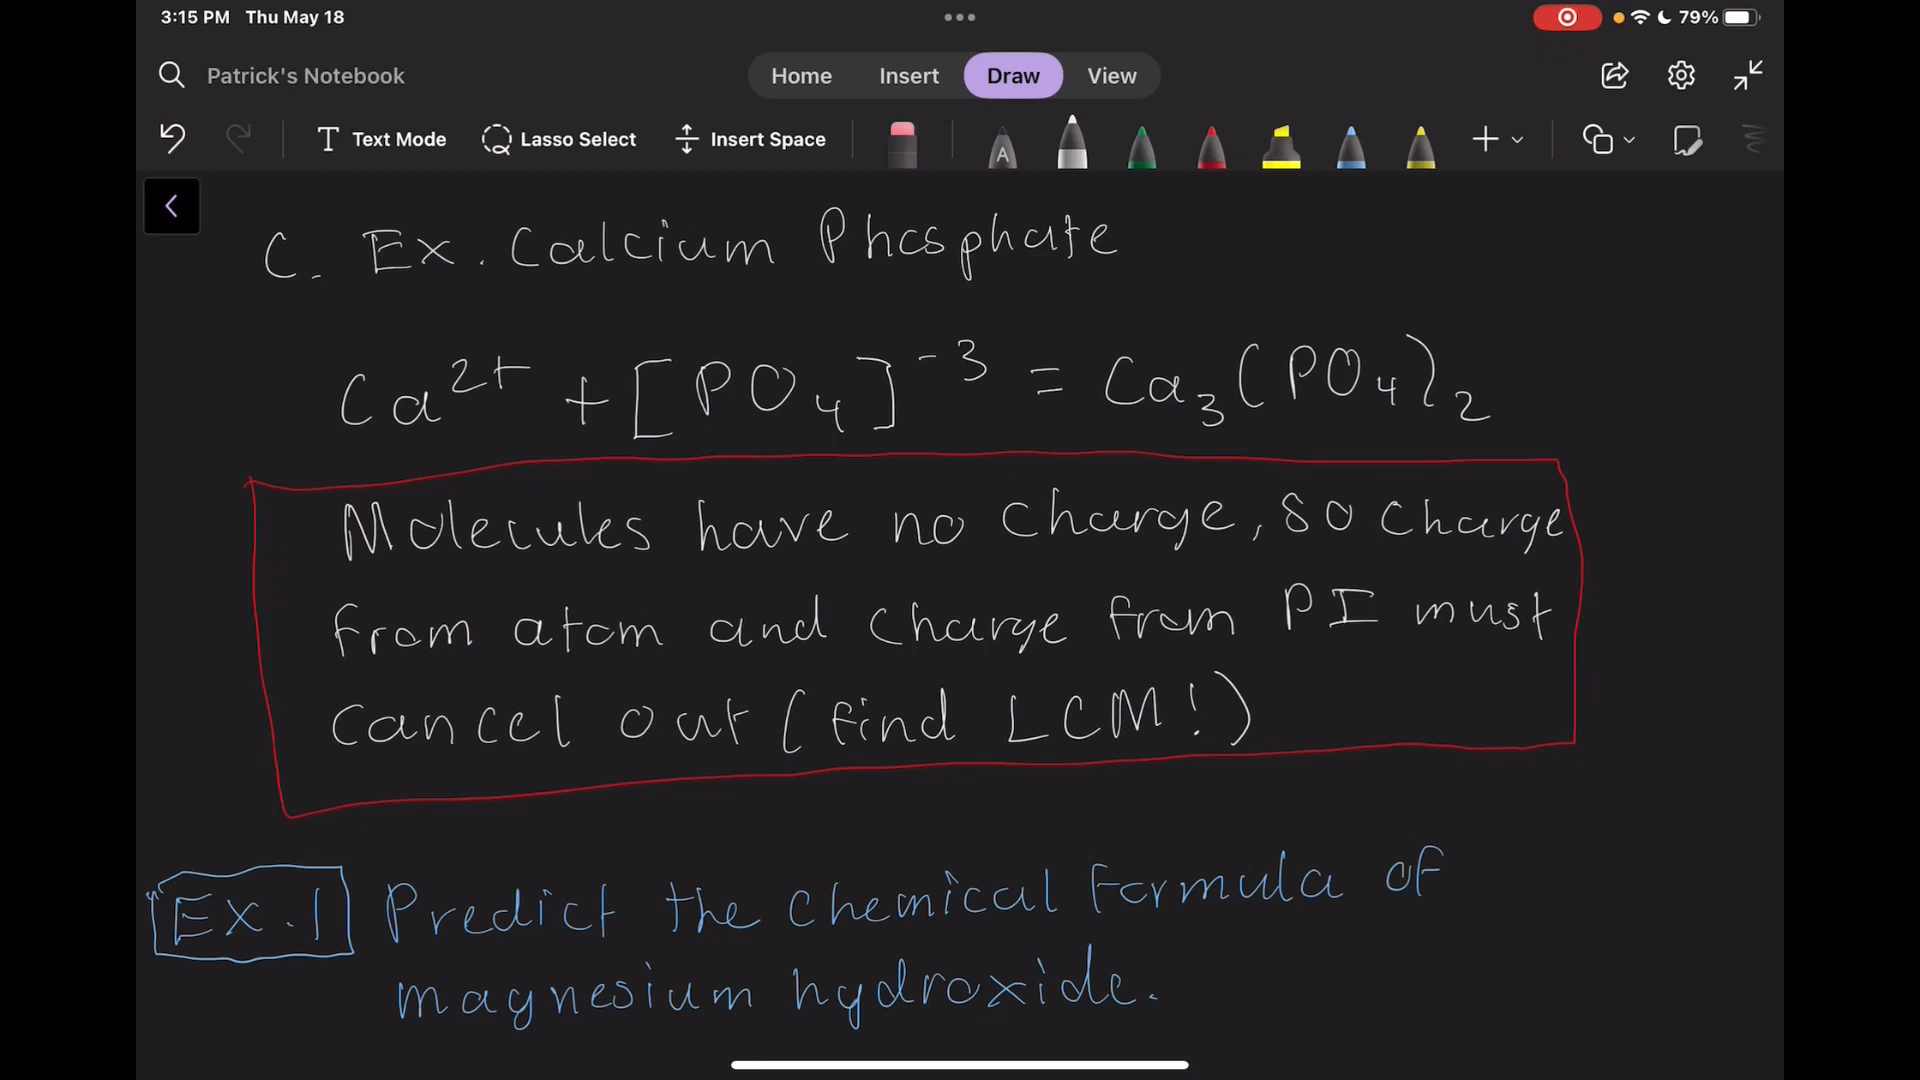 3:15 PM Thu May 18
79%
Patrick's Notebook
Home Insert Draw View
Text Mode Lasso Select Insert Space
A
C. Ex. Calcium Phosphate
Ca²⁺ + [PO₄]⁻³ = Ca₃(PO₄)₂
Molecules have no charge, so charge
from atom and charge from PI must
cancel out (find LCM!)
Ex. 1 Predict the chemical formula of
magnesium hydroxide.